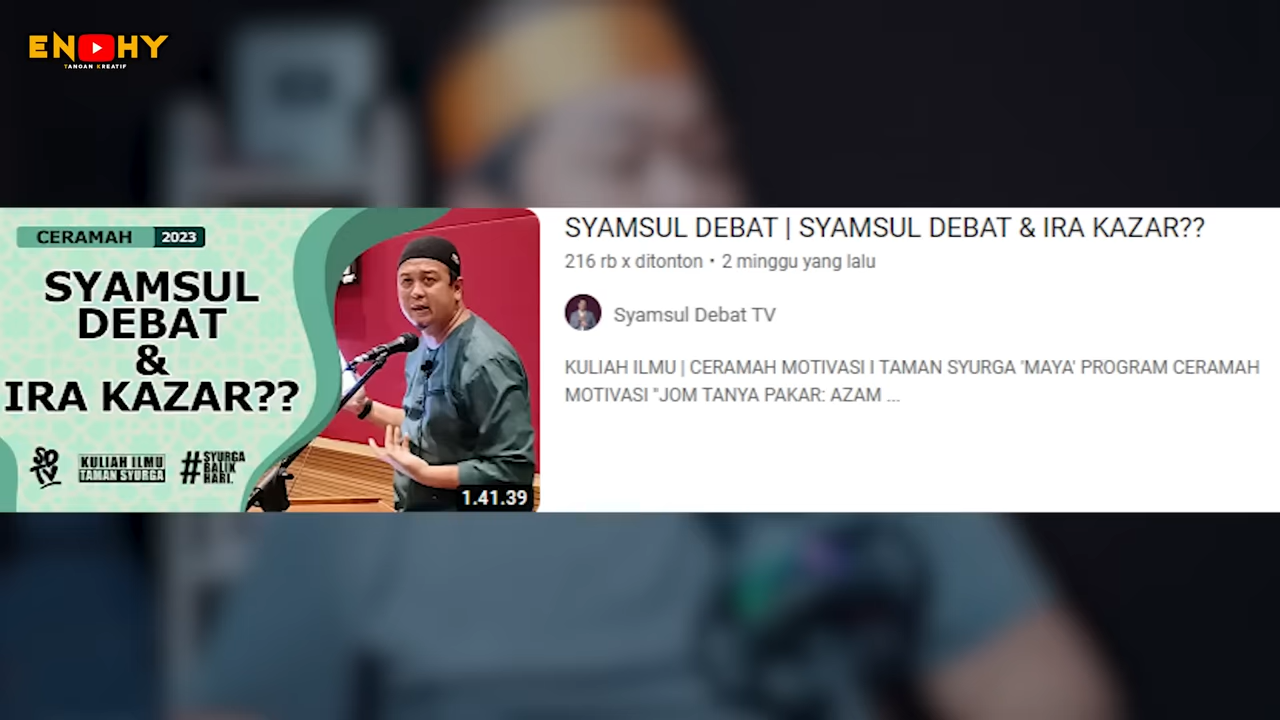 ENOHY
TANGAN KREATIF
CERAMAH 2023
SYAMSUL
DEBAT
&
IRA KAZAR??
SDTV
KULIAH ILMU
TAMAN SYURGA
#SYURGA
BALIK
HARI.
1.41.39
SYAMSUL DEBAT | SYAMSUL DEBAT & IRA KAZAR??
216 rb x ditonton • 2 minggu yang lalu
Syamsul Debat TV
KULIAH ILMU | CERAMAH MOTIVASI I TAMAN SYURGA 'MAYA' PROGRAM CERAMAH
MOTIVASI "JOM TANYA PAKAR: AZAM ...